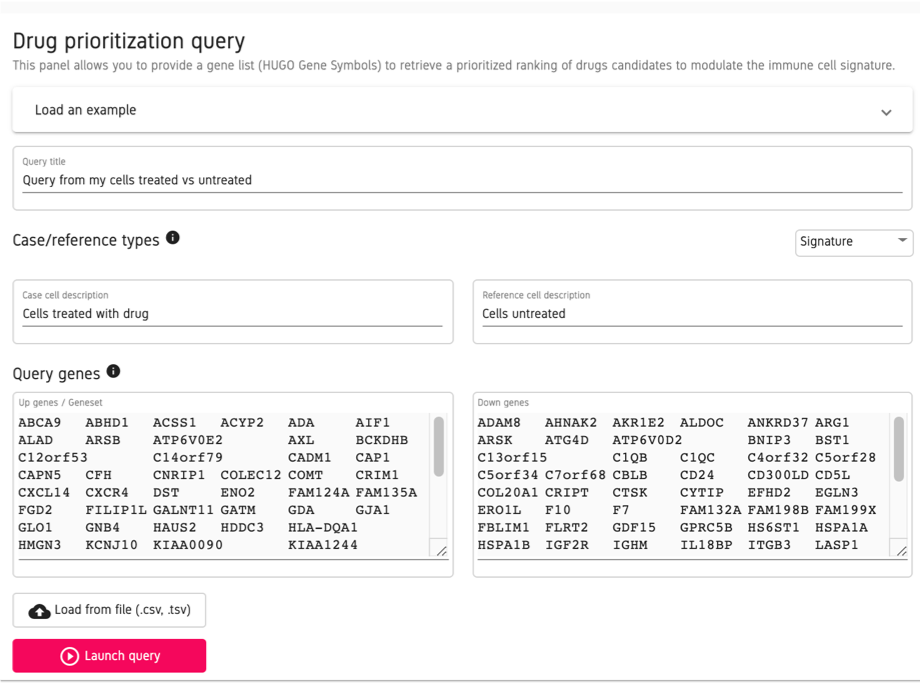 Drug prioritization query
This panel allows you to provide a gene list (HUGO Gene Symbols) to retrieve a prioritized ranking of drugs candidates to modulate the immune cell signature.
Load an example
Query title
Query from my cells treated vs untreated
Case/reference types
Signature
Case cell description
Cells treated with drug
Reference cell description
Cells untreated
Query genes
Up genes / Geneset
ABCA9 ABHD1 ACSS1 ACYP2 ADA AIF1
ALAD ARSB ATP6V0E2 AXL BCKDHB
C12orf53 C14orf79 CADM1 CAP1
CAPN5 CFH CNRIP1 COLEC12 COMT CRIM1
CXCL14 CXCR4 DST ENO2 FAM124A FAM135A
FGD2 FILIP1L GALNT11 GATM GDA GJA1
GLO1 GNB4 HAUS2 HDDC3 HLA-DQA1
HMGN3 KCNJ10 KIAA0090 KIAA1244
Down genes
ADAM8 AHNAK2 AKR1E2 ALDOC ANKRD37 ARG1
ARSK ATG4D ATP6V0D2 BNIP3 BST1
C13orf15 C1QB C1QC C4orf32 C5orf28
C5orf34 C7orf68 CBLB CD24 CD300LD CD5L
COL20A1 CRIPT CTSK CYTIP EFHD2 EGLN3
ERO1L F10 F7 FAM132A FAM198B FAM199X
FBLIM1 FLRT2 GDF15 GPRC5B HS6ST1 HSPA1A
HSPA1B IGF2R IGHM IL18BP ITGB3 LASP1
Load from file (.csv, .tsv)
Launch query